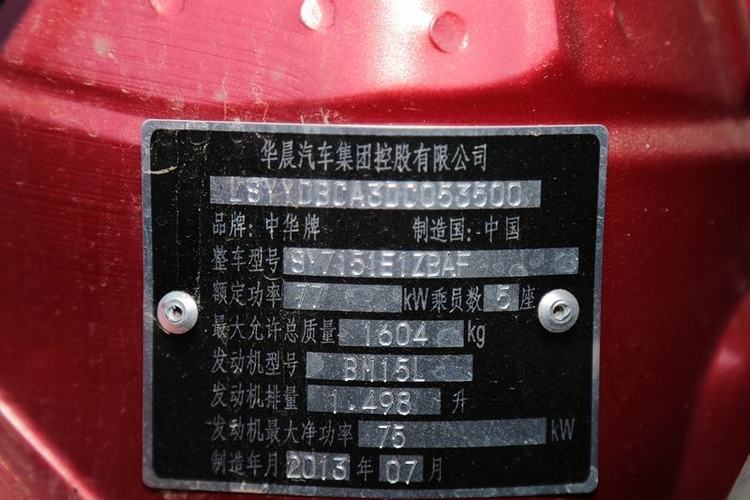 华晨汽车集团控股有限公司
LSYYDBCA3DC053500
品牌: 中华牌 制造国: 中国
整车型号 SY7151E1ZBAF
额定功率 77 kW 乘员数 5 座
最大允许总质量 1604 kg
发动机型号 BM15L
发动机排量 1.498 升
发动机最大净功率 75 kW
制造年月 2013 年 07 月